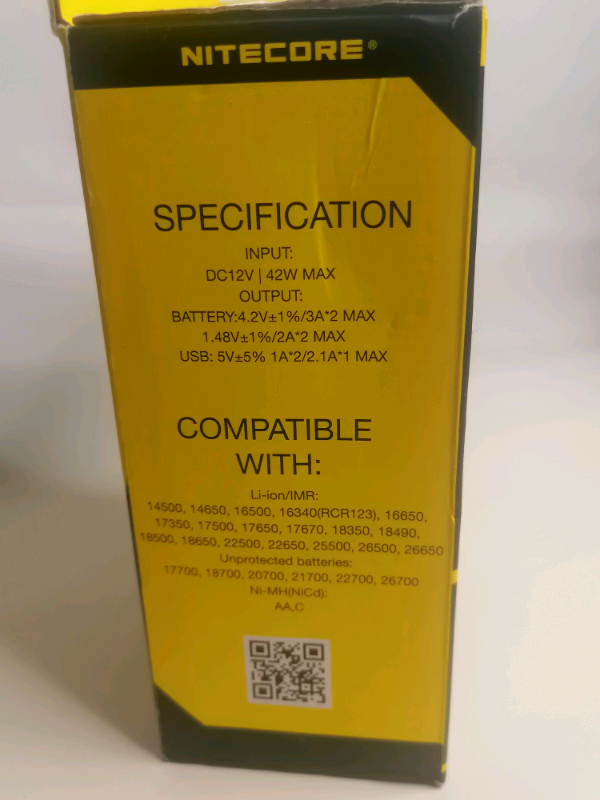 NITECORE®
SPECIFICATION
INPUT:
DC12V | 42W MAX
OUTPUT:
BATTERY:4.2V±1%/3A*2 MAX
1.48V±1%/2A*2 MAX
USB: 5V±5% 1A*2/2.1A*1 MAX
COMPATIBLE
WITH:
Li-ion/IMR:
14500, 14650, 16500, 16340(RCR123), 16650,
17350, 17500, 17650, 17670, 18350, 18490,
18500, 18650, 22500, 22650, 25500, 26500, 26650
Unprotected batteries:
17700, 18700, 20700, 21700, 22700, 26700
Ni-MH(NiCd):
AA,C